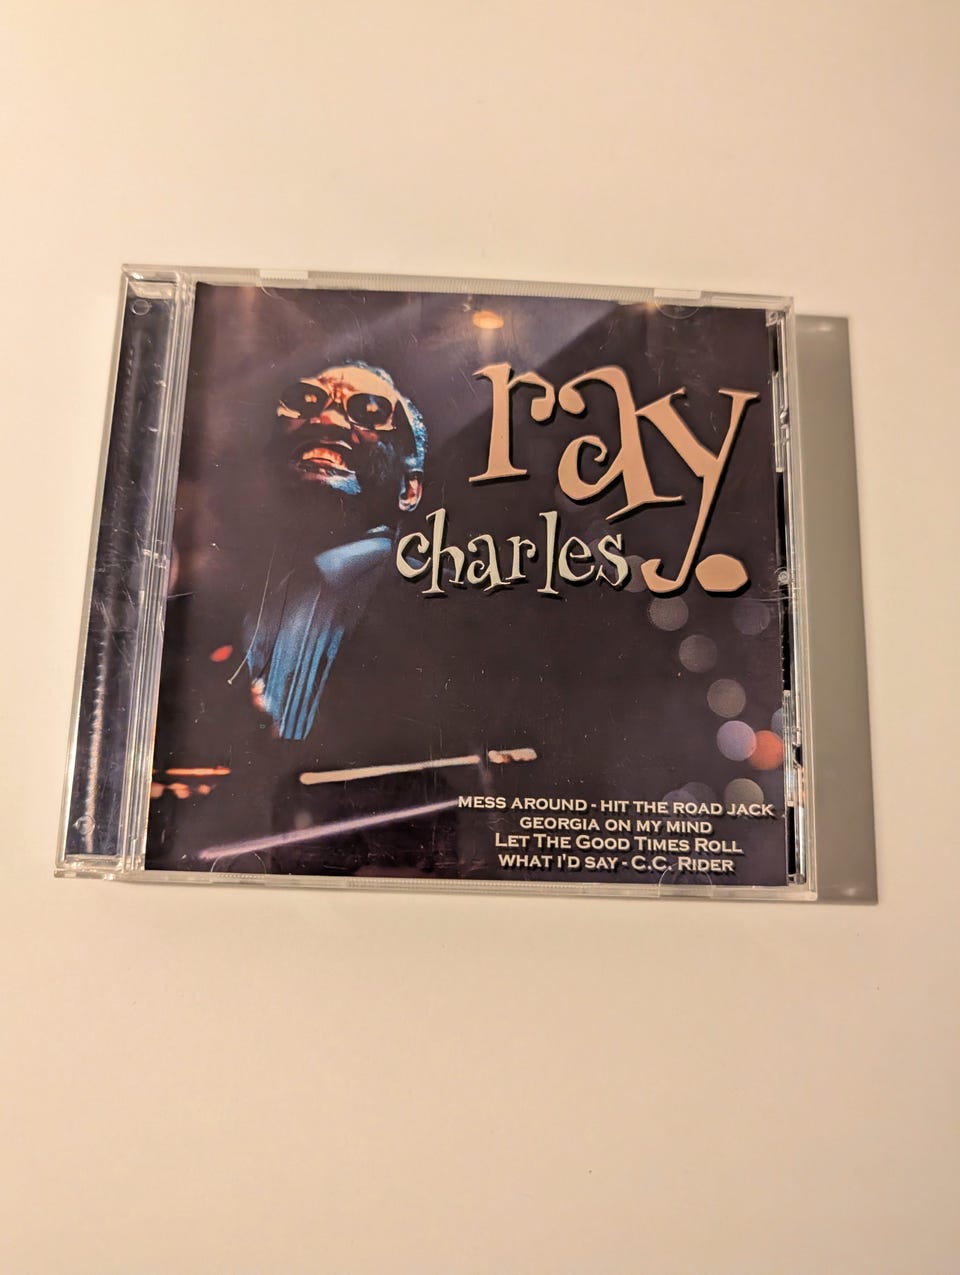 ray
charles
MESS AROUND - HIT THE ROAD JACK
GEORGIA ON MY MIND
LET THE GOOD TIMES ROLL
WHAT I'D SAY - C.C. RIDER